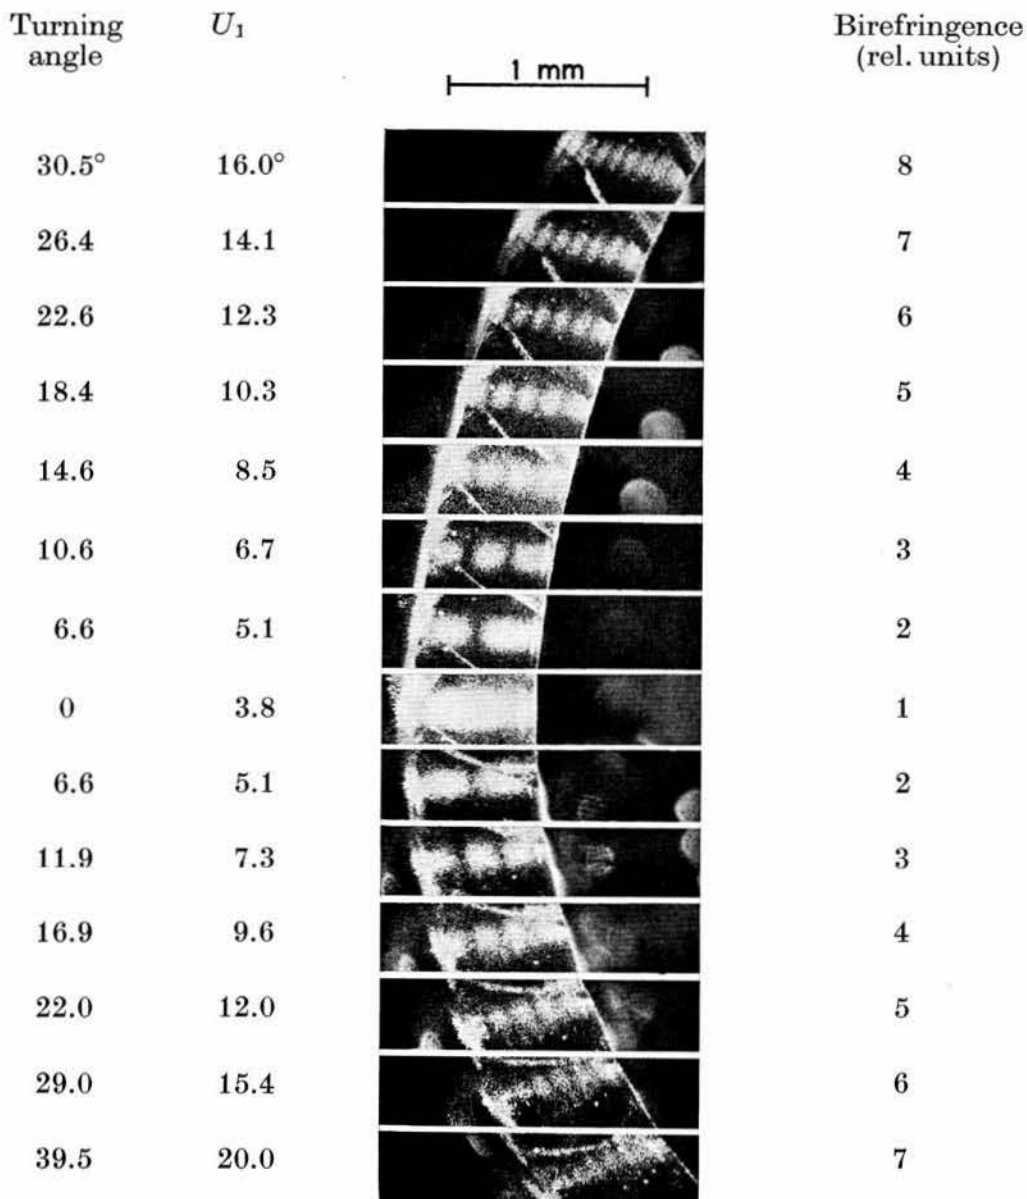 Turning angle U₁ Birefringence (rel. units)
1 mm
30.5° 16.0° 8
26.4 14.1 7
22.6 12.3 6
18.4 10.3 5
14.6 8.5 4
10.6 6.7 3
6.6 5.1 2
0 3.8 1
6.6 5.1 2
11.9 7.3 3
16.9 9.6 4
22.0 12.0 5
29.0 15.4 6
39.5 20.0 7